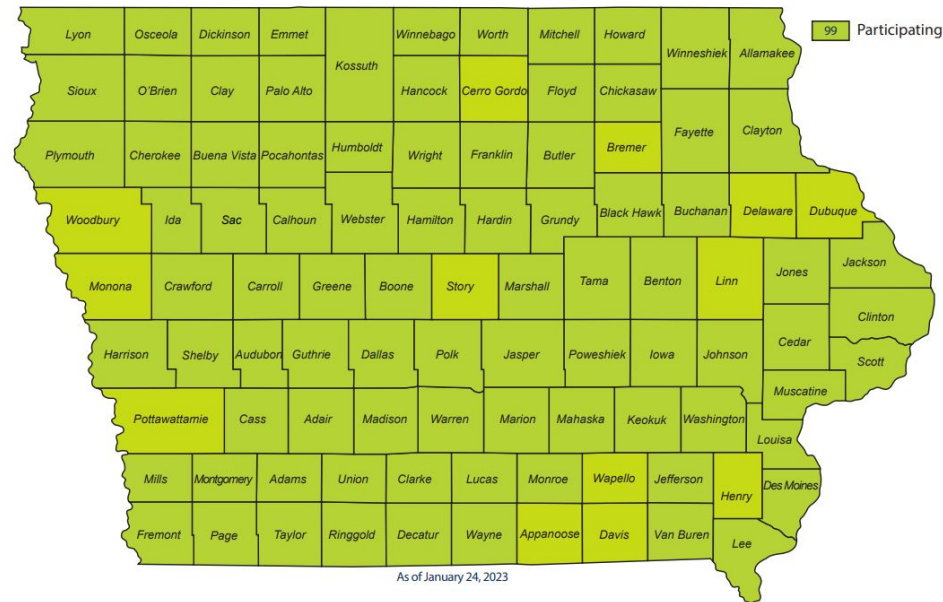 Lyon Osceola Dickinson Emmet Winnebago Worth Mitchell Howard
99 Participating
Kossuth Winneshiek Allamakee
Sioux O'Brien Clay Palo Alto Hancock Cerro Gordo Floyd Chickasaw
Plymouth Cherokee Buena Vista Pocahontas Humboldt Wright Franklin Butler Bremer Fayette Clayton
Woodbury Ida Sac Calhoun Webster Hamilton Hardin Grundy Black Hawk Buchanan Delaware Dubuque
Monona Crawford Carroll Greene Boone Story Marshall Tama Benton Linn Jones Jackson
Clinton
Harrison Shelby Audubon Guthrie Dallas Polk Jasper Poweshiek Iowa Johnson Cedar Scott
Muscatine
Pottawattamie Cass Adair Madison Warren Marion Mahaska Keokuk Washington
Louisa
Mills Montgomery Adams Union Clarke Lucas Monroe Wapello Jefferson Henry Des Moines
Fremont Page Taylor Ringgold Decatur Wayne Appanoose Davis Van Buren Lee
As of January 24, 2023